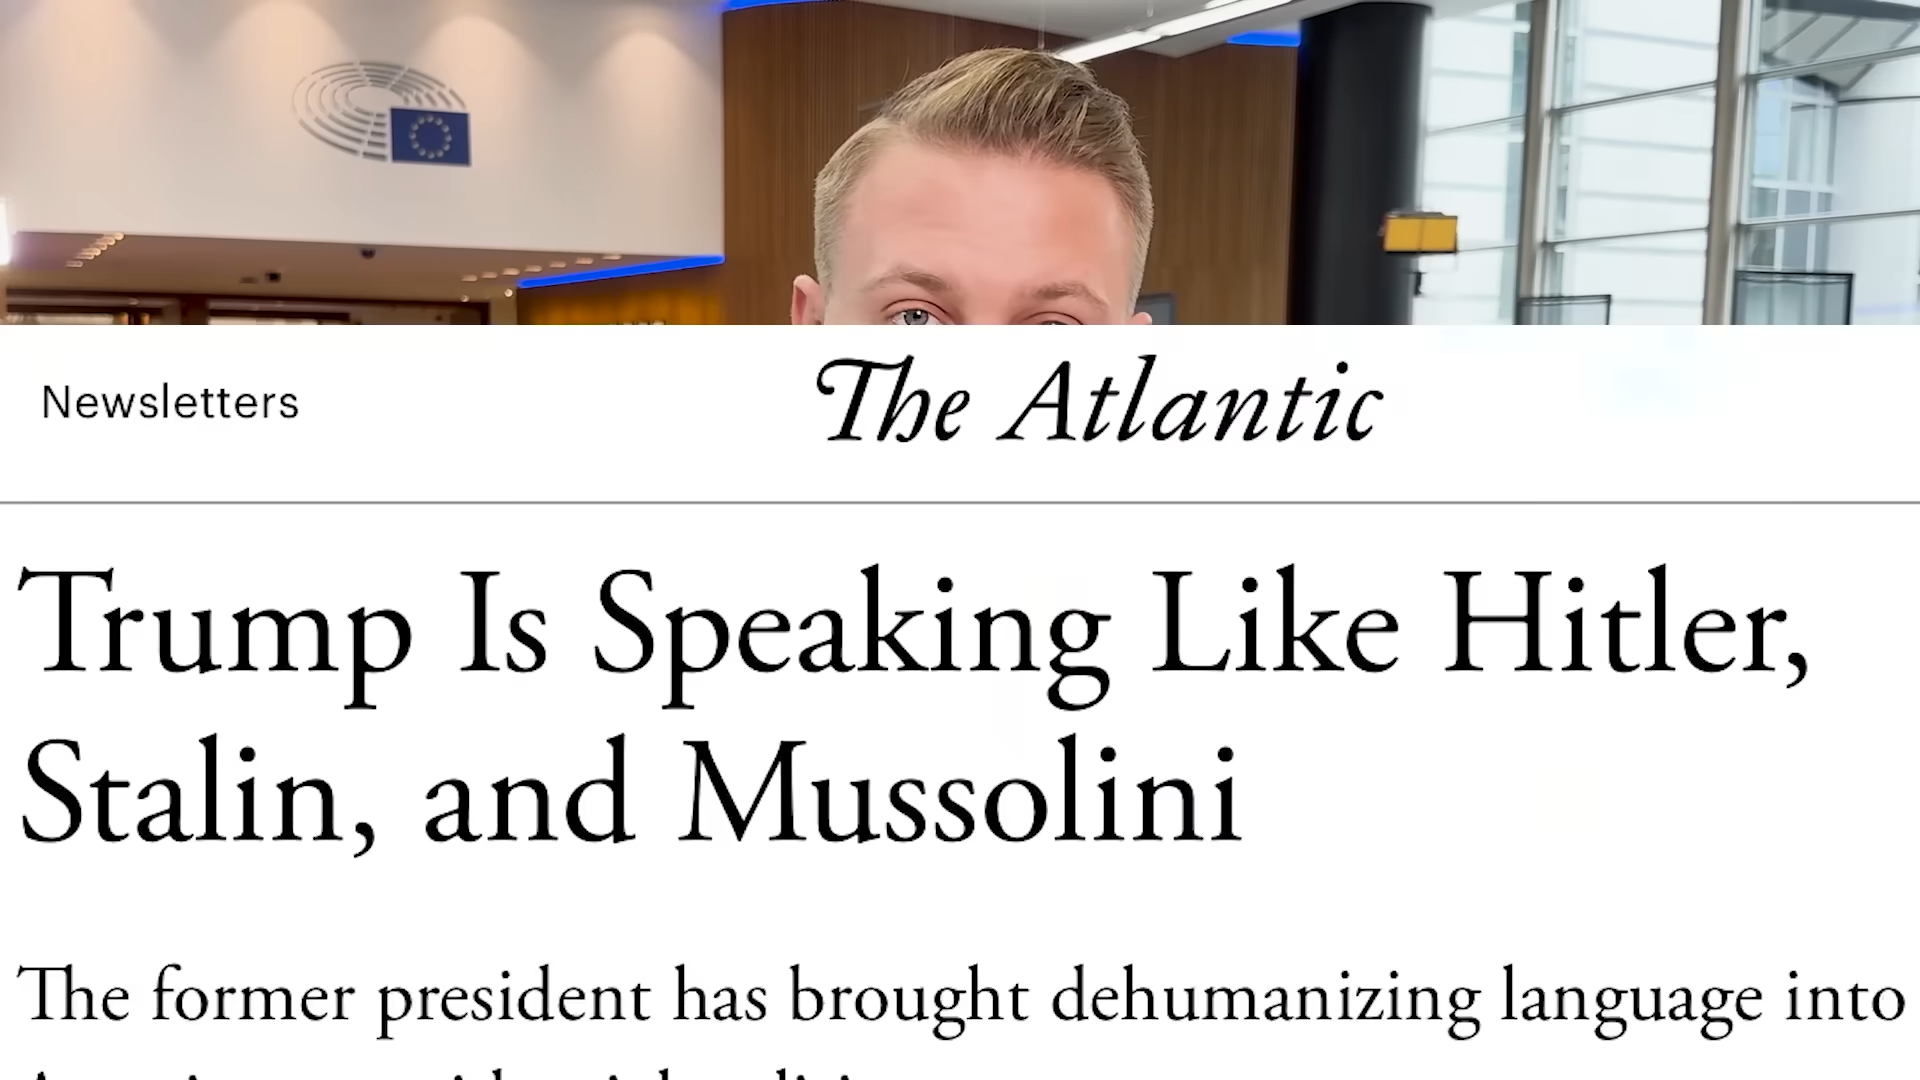 Newsletters
The Atlantic
Trump Is Speaking Like Hitler,
Stalin, and Mussolini
The former president has brought dehumanizing language into